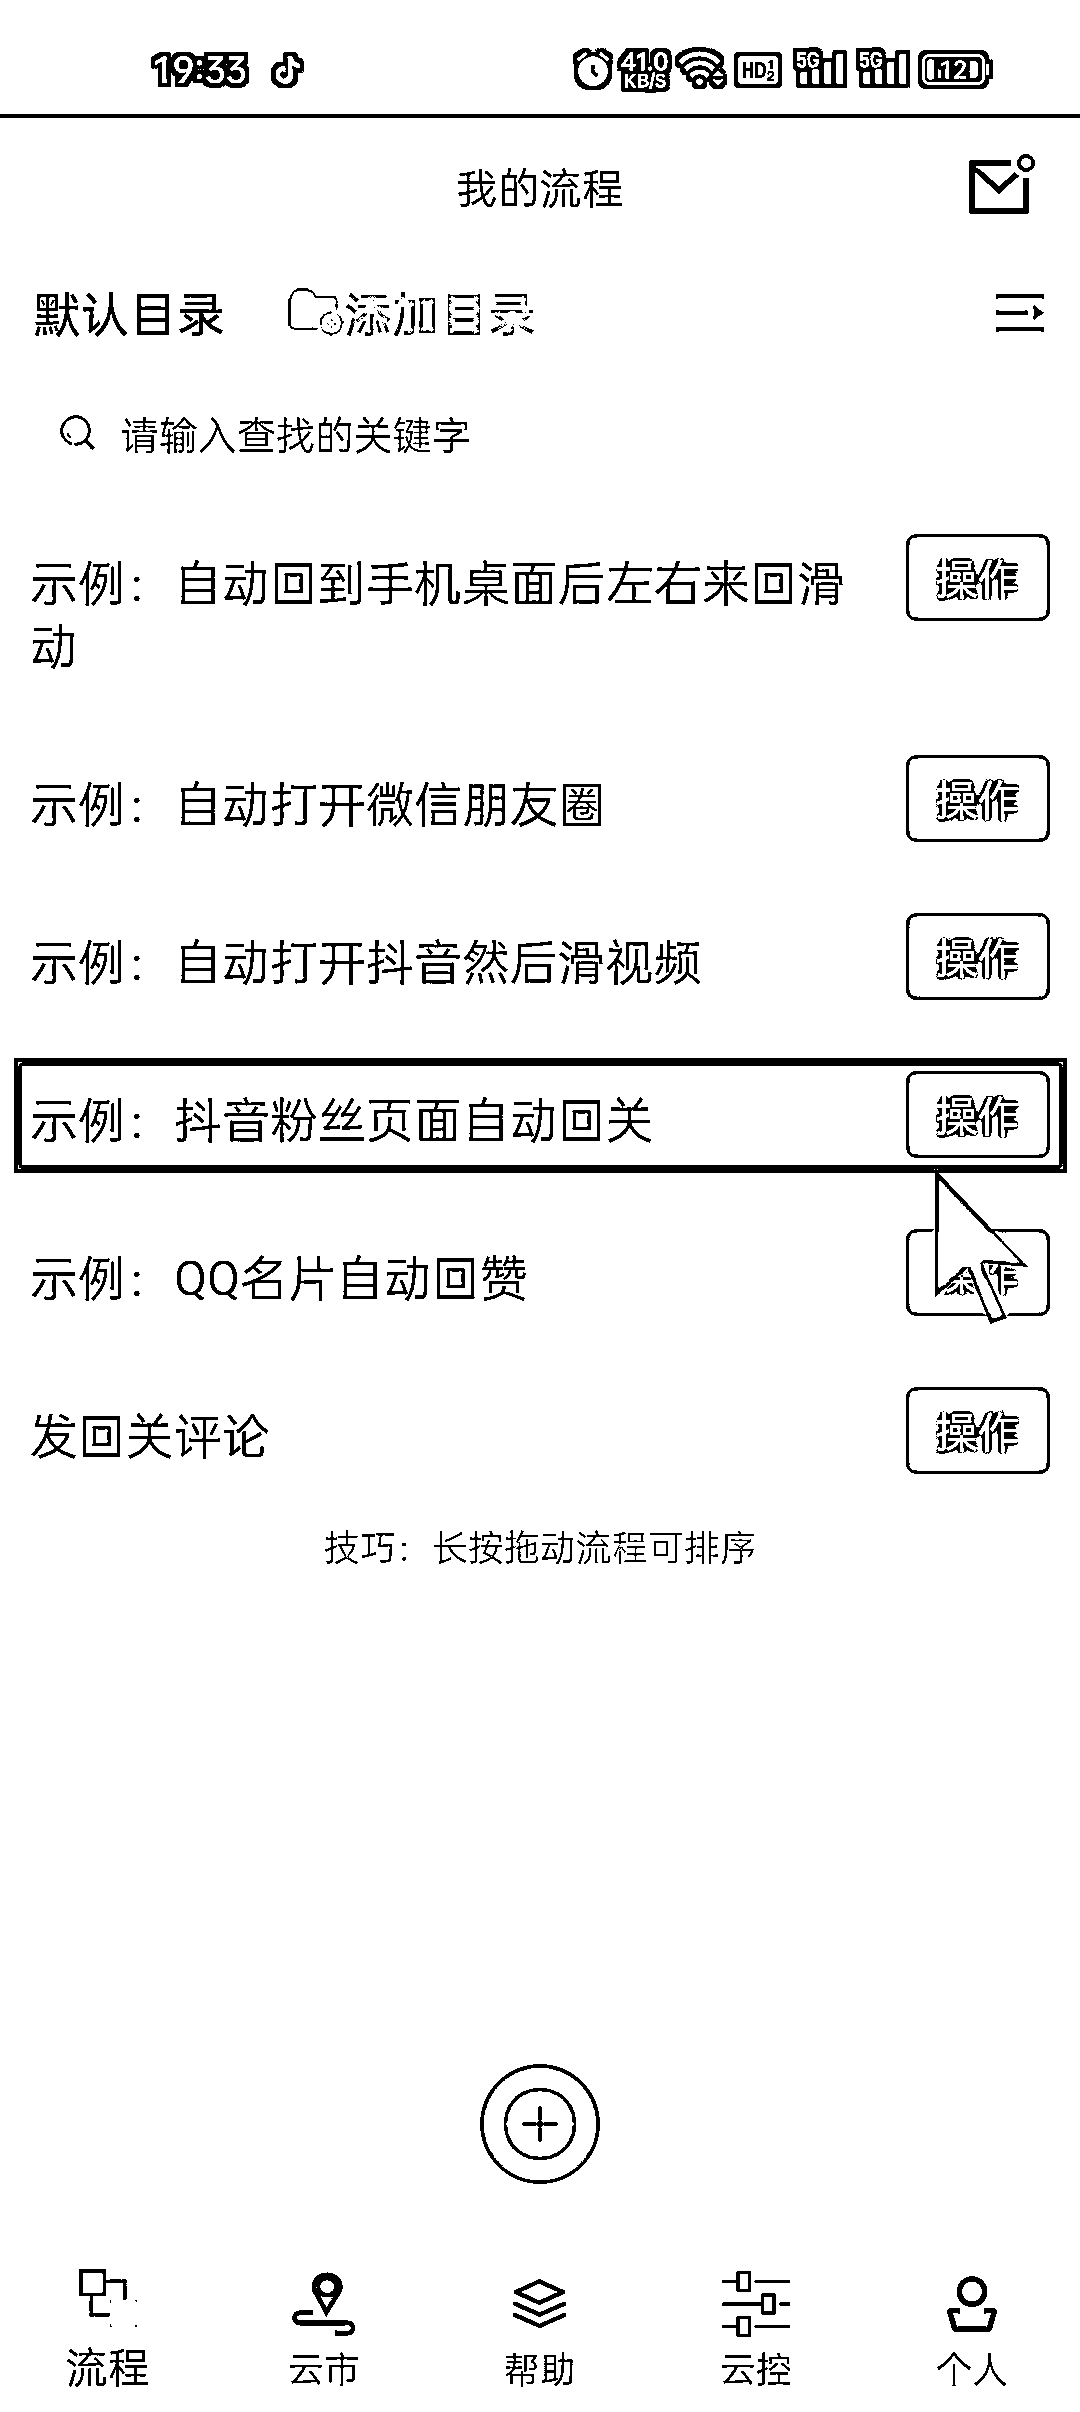 19:33
41.0
KB/S
HD 1 2
5G
5G
12
我的流程
默认目录
添加目录
请输入查找的关键字
示例：自动回到手机桌面后左右来回滑
动
操作
示例：自动打开微信朋友圈
操作
示例：自动打开抖音然后滑视频
操作
示例：抖音粉丝页面自动回关
操作
示例：QQ名片自动回赞
操作
发回关评论
操作
技巧：长按拖动流程可排序
流程
云市
帮助
云控
个人